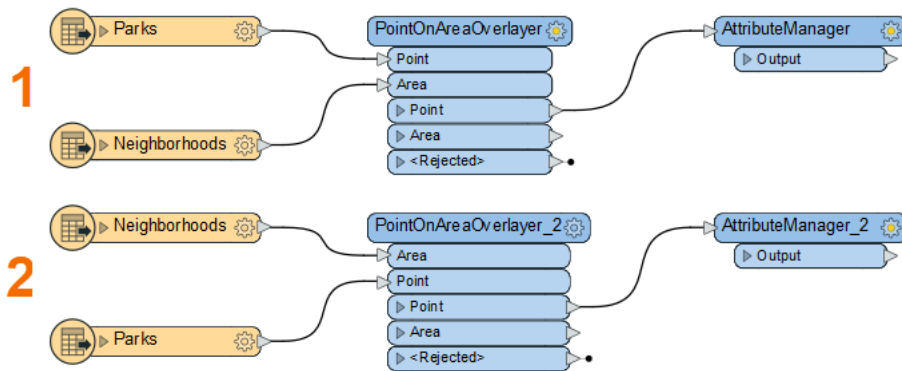 1
Parks
Neighborhoods
PointOnAreaOverlayer
Point
Area
Point
Area
<Rejected>
AttributeManager
Output
2
Neighborhoods
Parks
PointOnAreaOverlayer_2
Area
Point
Point
Area
<Rejected>
AttributeManager_2
Output